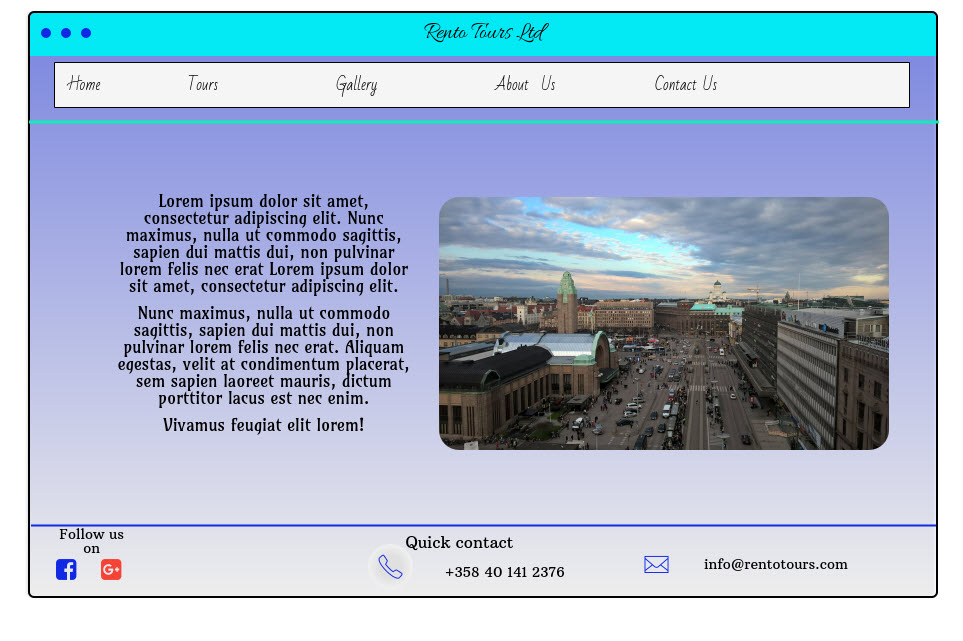 Rento Tours Ltd
Home Tours Gallery About Us Contact Us
Lorem ipsum dolor sit amet,
consectetur adipiscing elit. Nunc
maximus, nulla ut commodo sagittis,
sapien dui mattis dui, non pulvinar
lorem felis nec erat Lorem ipsum dolor
sit amet, consectetur adipiscing elit.
Nunc maximus, nulla ut commodo
sagittis, sapien dui mattis dui, non
pulvinar lorem felis nec erat. Aliquam
egestas, velit at condimentum placerat,
sem sapien laoreet mauris, dictum
porttitor lacus est nec enim.
Vivamus feugiat elit lorem!
Follow us
on
G+
Quick contact
+358 40 141 2376
info@rentotours.com